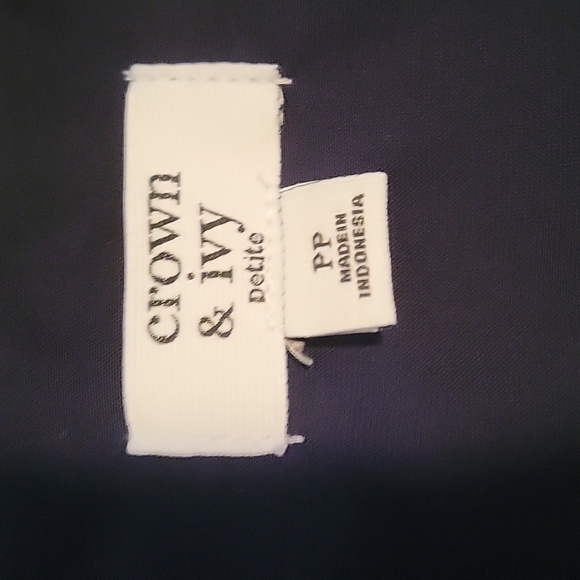 crown
& ivy
petite
PP
MADE IN
INDONESIA